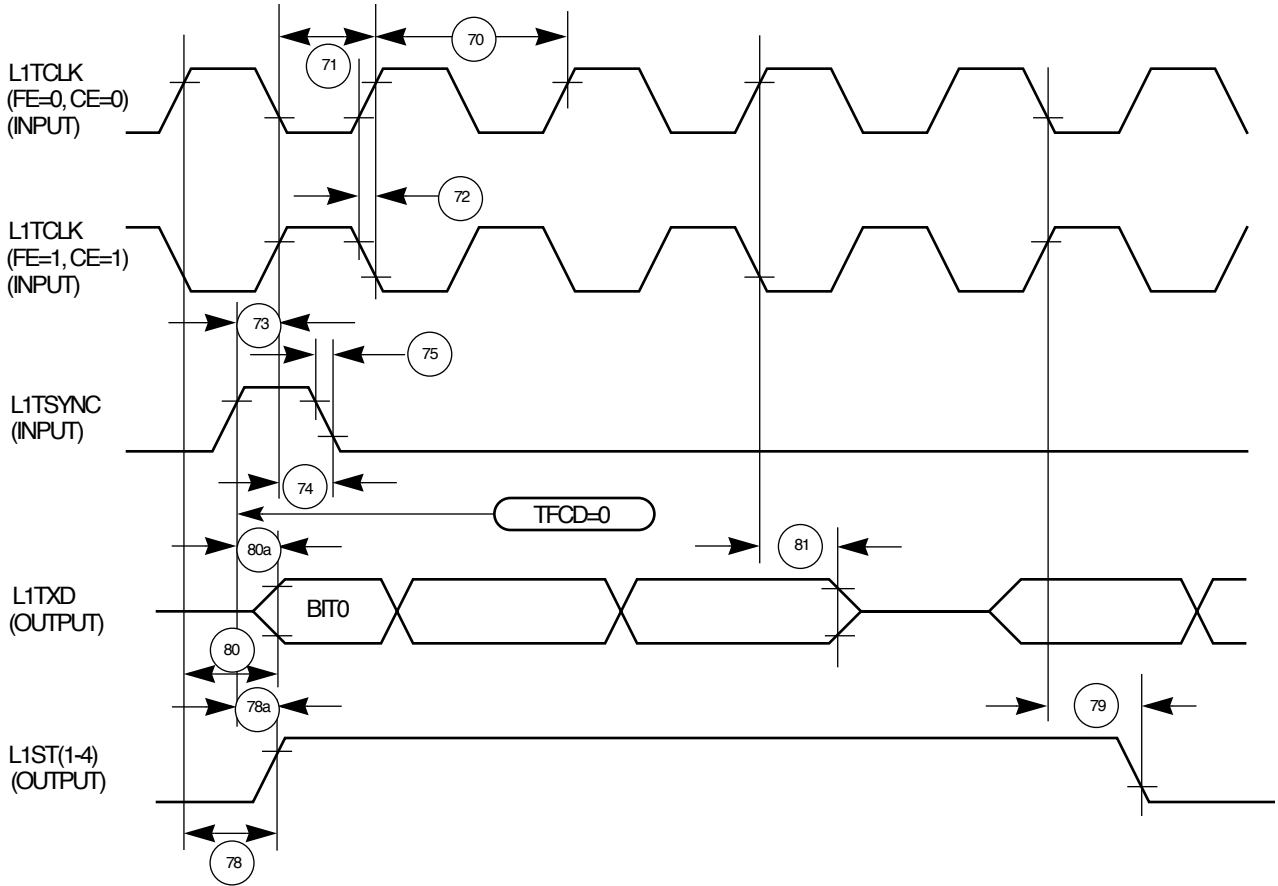 70
71
L1TCLK
(FE=0, CE=0)
(INPUT)
72
L1TCLK
(FE=1, CE=1)
(INPUT)
73
75
L1TSYNC
(INPUT)
74
TFCD=0
80a
81
L1TXD
(OUTPUT)
BIT0
80
78a
79
L1ST(1-4)
(OUTPUT)
78